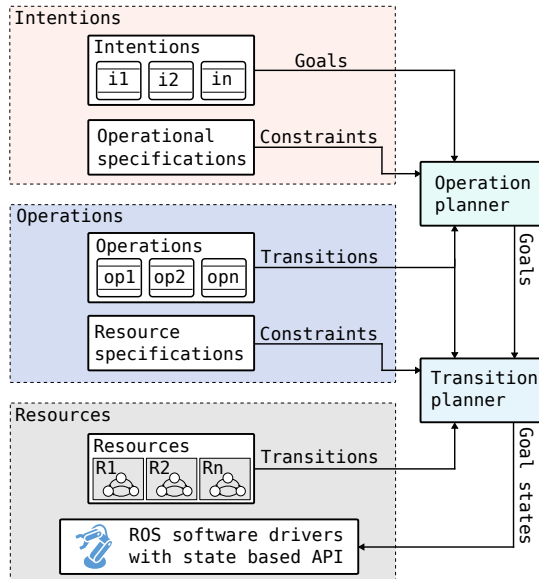 Intentions
Intentions
i1 i2 in
Goals
Operational
specifications
Constraints
Operation
planner
Operations
Operations
op1 op2 opn
Transitions
Goals
Resource
specifications
Constraints
Transition
planner
Resources
Resources
R1 R2 Rn
Transitions
Goal states
ROS software drivers
with state based API